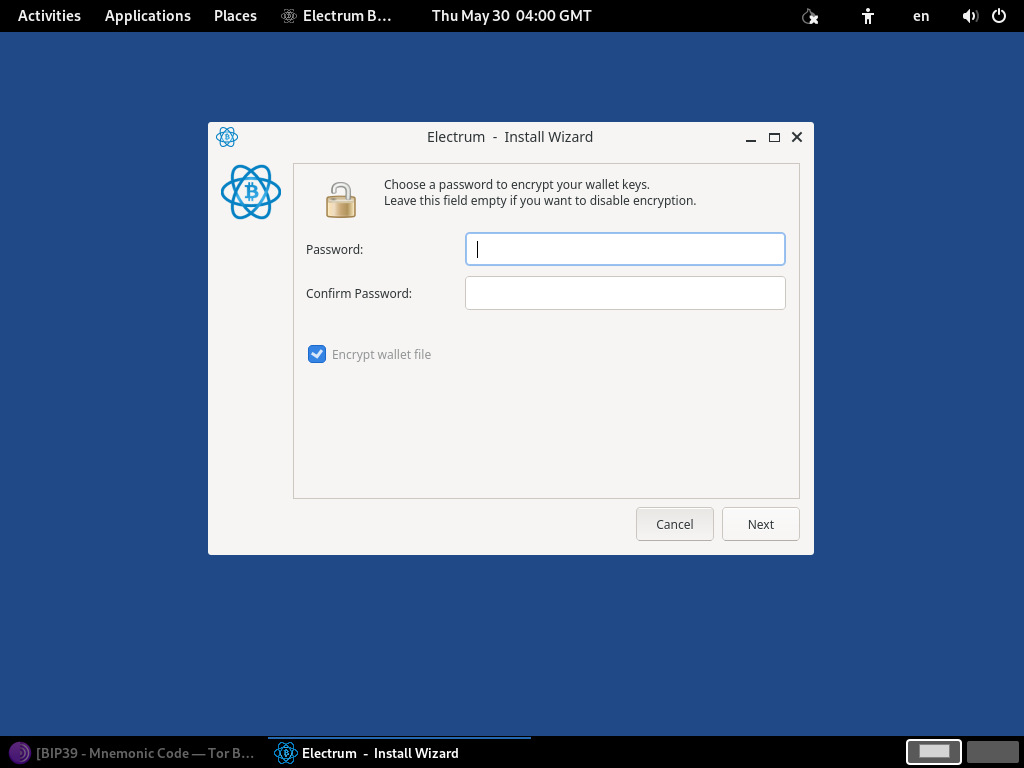 Activities Applications Places Electrum B... Thu May 30 04:00 GMT en
Electrum - Install Wizard
Choose a password to encrypt your wallet keys.
Leave this field empty if you want to disable encryption.
Password:
Confirm Password:
Encrypt wallet file
Cancel Next
[BIP39 - Mnemonic Code — Tor B... Electrum - Install Wizard